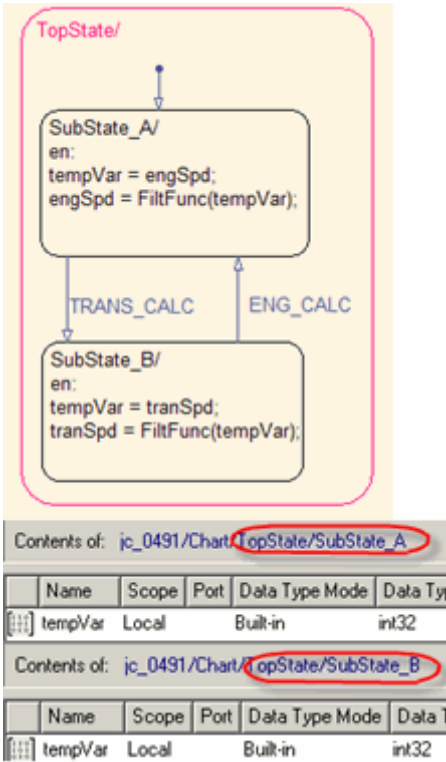 TopState/
SubState_A/
en:
tempVar = engSpd;
engSpd = FiltFunc(tempVar);
TRANS_CALC ENG_CALC
SubState_B/
en:
tempVar = tranSpd;
tranSpd = FiltFunc(tempVar);
Contents of: jc_0491/Chart/TopState/SubState_A
Name Scope Port Data Type Mode Data Ty
tempVar Local Built-in int32
Contents of: jc_0491/Chart/TopState/SubState_B
Name Scope Port Data Type Mode Data T
tempVar Local Built-in int32